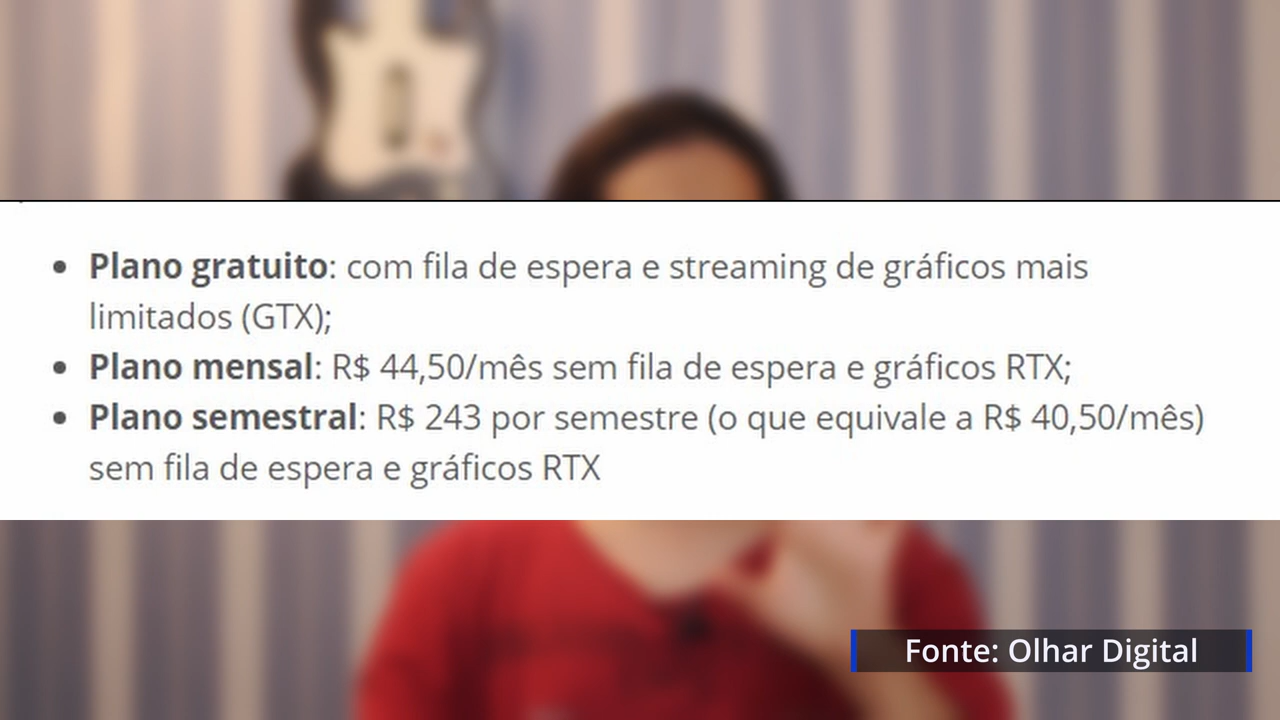 Plano gratuito: com fila de espera e streaming de gráficos mais
limitados (GTX);
Plano mensal: R$ 44,50/mês sem fila de espera e gráficos RTX;
Plano semestral: R$ 243 por semestre (o que equivale a R$ 40,50/mês)
sem fila de espera e gráficos RTX
Fonte: Olhar Digital